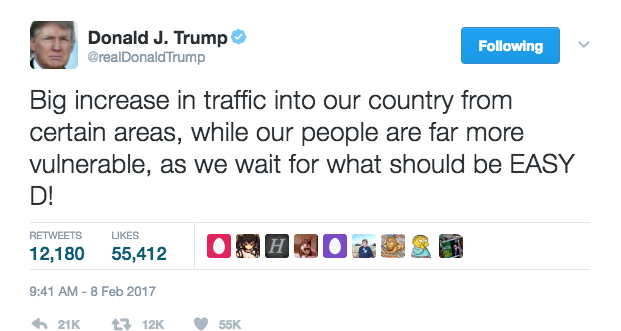 Donald J. Trump
@realDonaldTrump
Following
Big increase in traffic into our country from
certain areas, while our people are far more
vulnerable, as we wait for what should be EASY
D!
RETWEETS LIKES
12,180 55,412
H
9:41 AM - 8 Feb 2017
21K 12K 55K